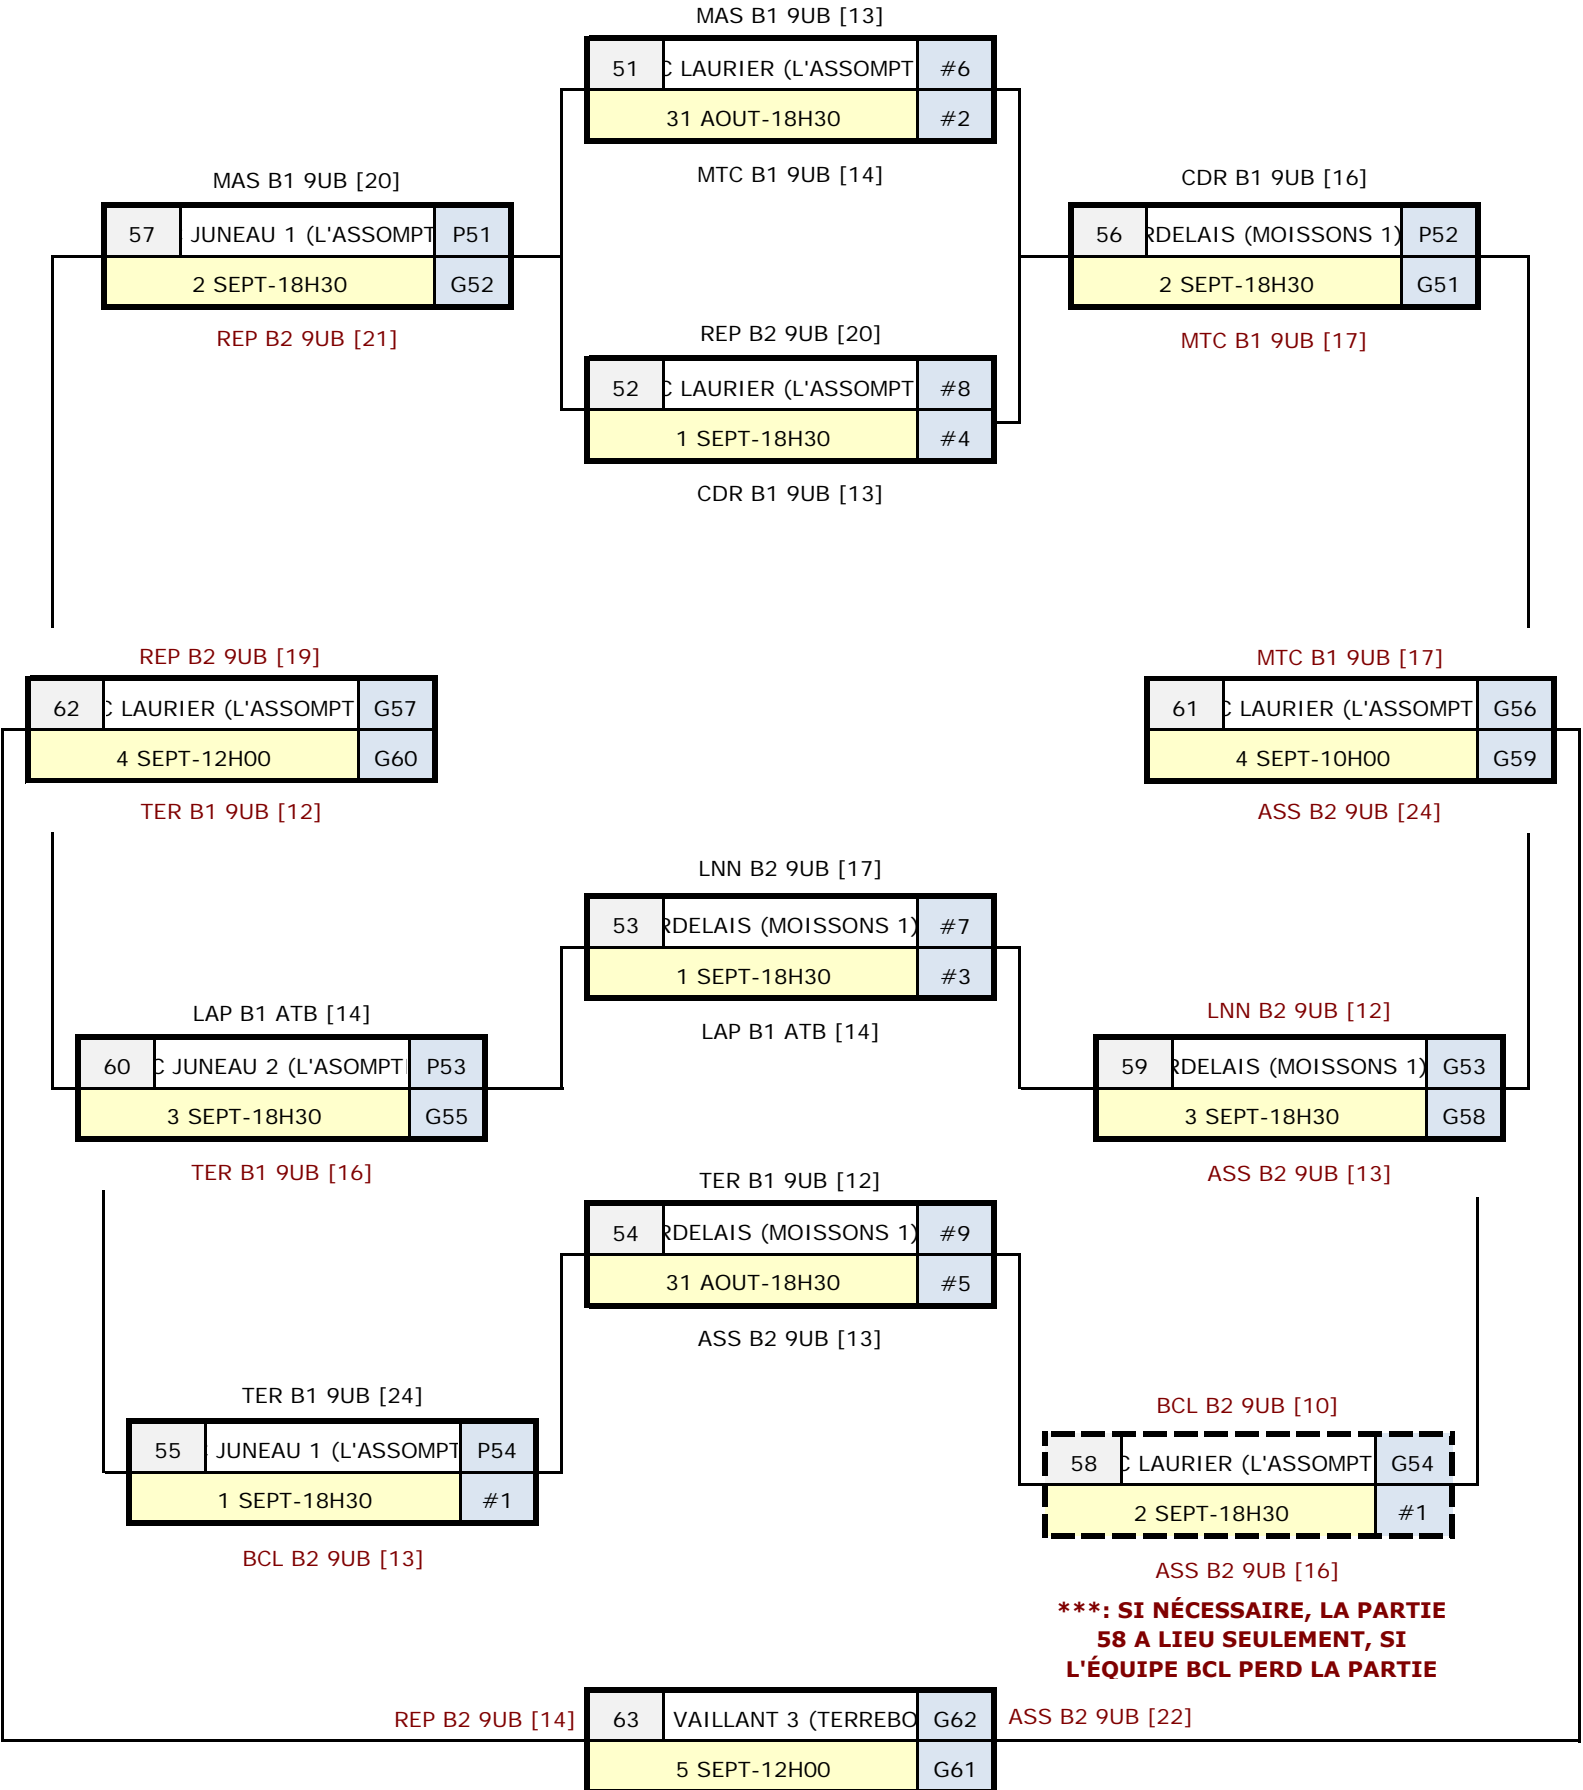 MAS B1 9UB [13]
51 C LAURIER (L'ASSOMPT #6
31 AOUT-18H30 #2
MTC B1 9UB [14]
MAS B1 9UB [20]
57 JUNEAU 1 (L'ASSOMPT P51
2 SEPT-18H30 G52
REP B2 9UB [21]
CDR B1 9UB [16]
56 RDELAIS (MOISSONS 1) P52
2 SEPT-18H30 G51
MTC B1 9UB [17]
REP B2 9UB [20]
52 C LAURIER (L'ASSOMPT #8
1 SEPT-18H30 #4
CDR B1 9UB [13]
REP B2 9UB [19]
62 C LAURIER (L'ASSOMPT G57
4 SEPT-12H00 G60
TER B1 9UB [12]
MTC B1 9UB [17]
61 C LAURIER (L'ASSOMPT G56
4 SEPT-10H00 G59
ASS B2 9UB [24]
LNN B2 9UB [17]
53 RDELAIS (MOISSONS 1) #7
1 SEPT-18H30 #3
LAP B1 ATB [14]
LAP B1 ATB [14]
60 C JUNEAU 2 (L'ASOMPTI P53
3 SEPT-18H30 G55
TER B1 9UB [16]
LNN B2 9UB [12]
59 RDELAIS (MOISSONS 1) G53
3 SEPT-18H30 G58
ASS B2 9UB [13]
TER B1 9UB [12]
54 RDELAIS (MOISSONS 1) #9
31 AOUT-18H30 #5
ASS B2 9UB [13]
TER B1 9UB [24]
55 JUNEAU 1 (L'ASSOMPT P54
1 SEPT-18H30 #1
BCL B2 9UB [13]
BCL B2 9UB [10]
58 C LAURIER (L'ASSOMPT G54
2 SEPT-18H30 #1
ASS B2 9UB [16]
***: SI NÉCESSAIRE, LA PARTIE
58 A LIEU SEULEMENT, SI
L'ÉQUIPE BCL PERD LA PARTIE
REP B2 9UB [14] 63 VAILLANT 3 (TERREBO G62 ASS B2 9UB [22]
5 SEPT-12H00 G61